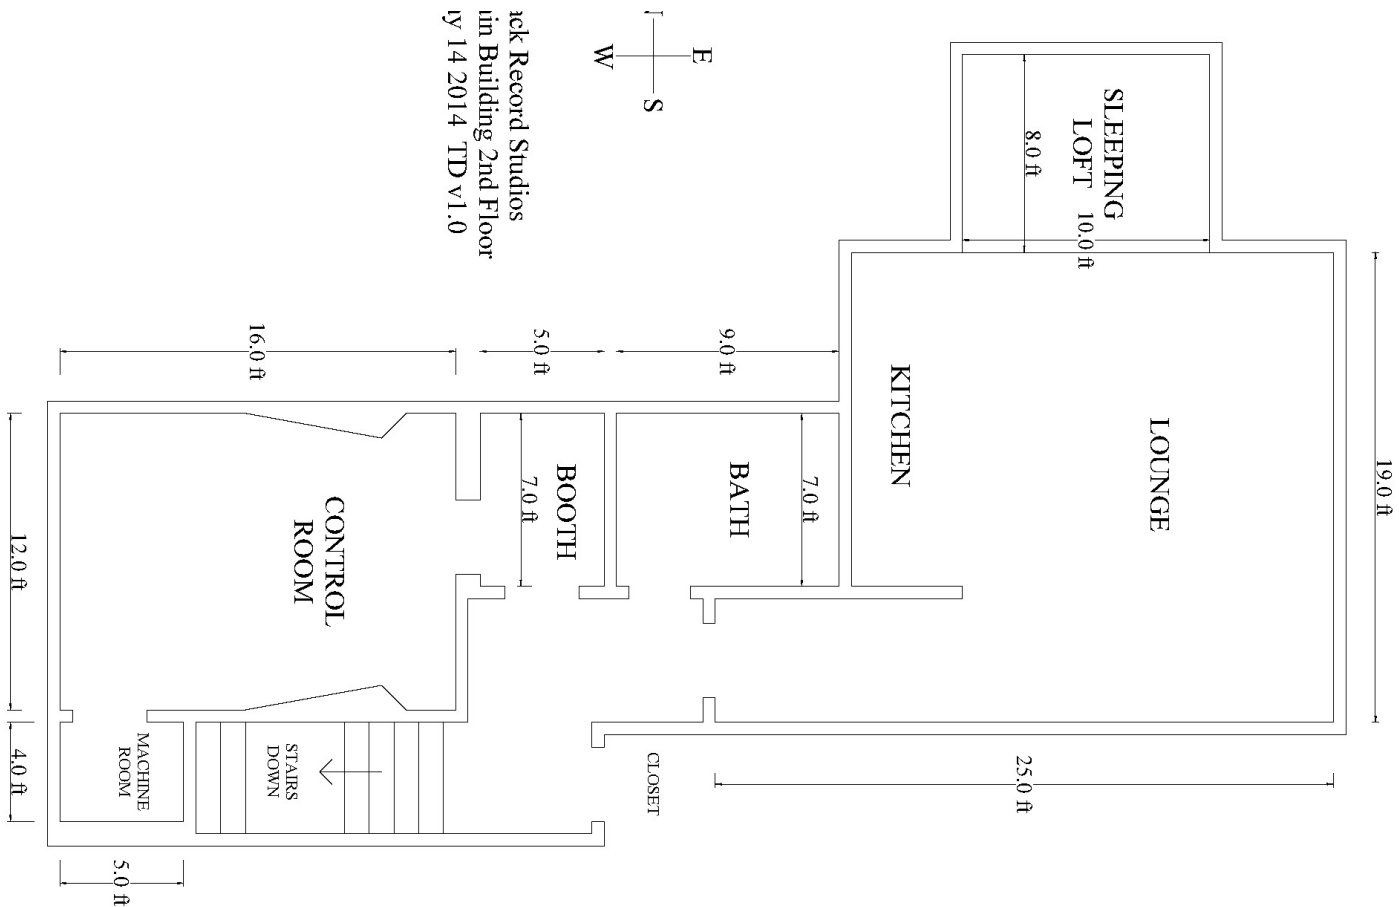 ack Record Studios
in Building 2nd Floor
y 14 2014 TD v1.0
W
E
S
SLEEPING
LOFT
8.0 ft
10.0 ft
16.0 ft
5.0 ft
9.0 ft
KITCHEN
LOUNGE
19.0 ft
12.0 ft
CONTROL
ROOM
7.0 ft
BOOTH
BATH
7.0 ft
4.0 ft
MACHINE
ROOM
STAIRS
DOWN
CLOSET
25.0 ft
5.0 ft